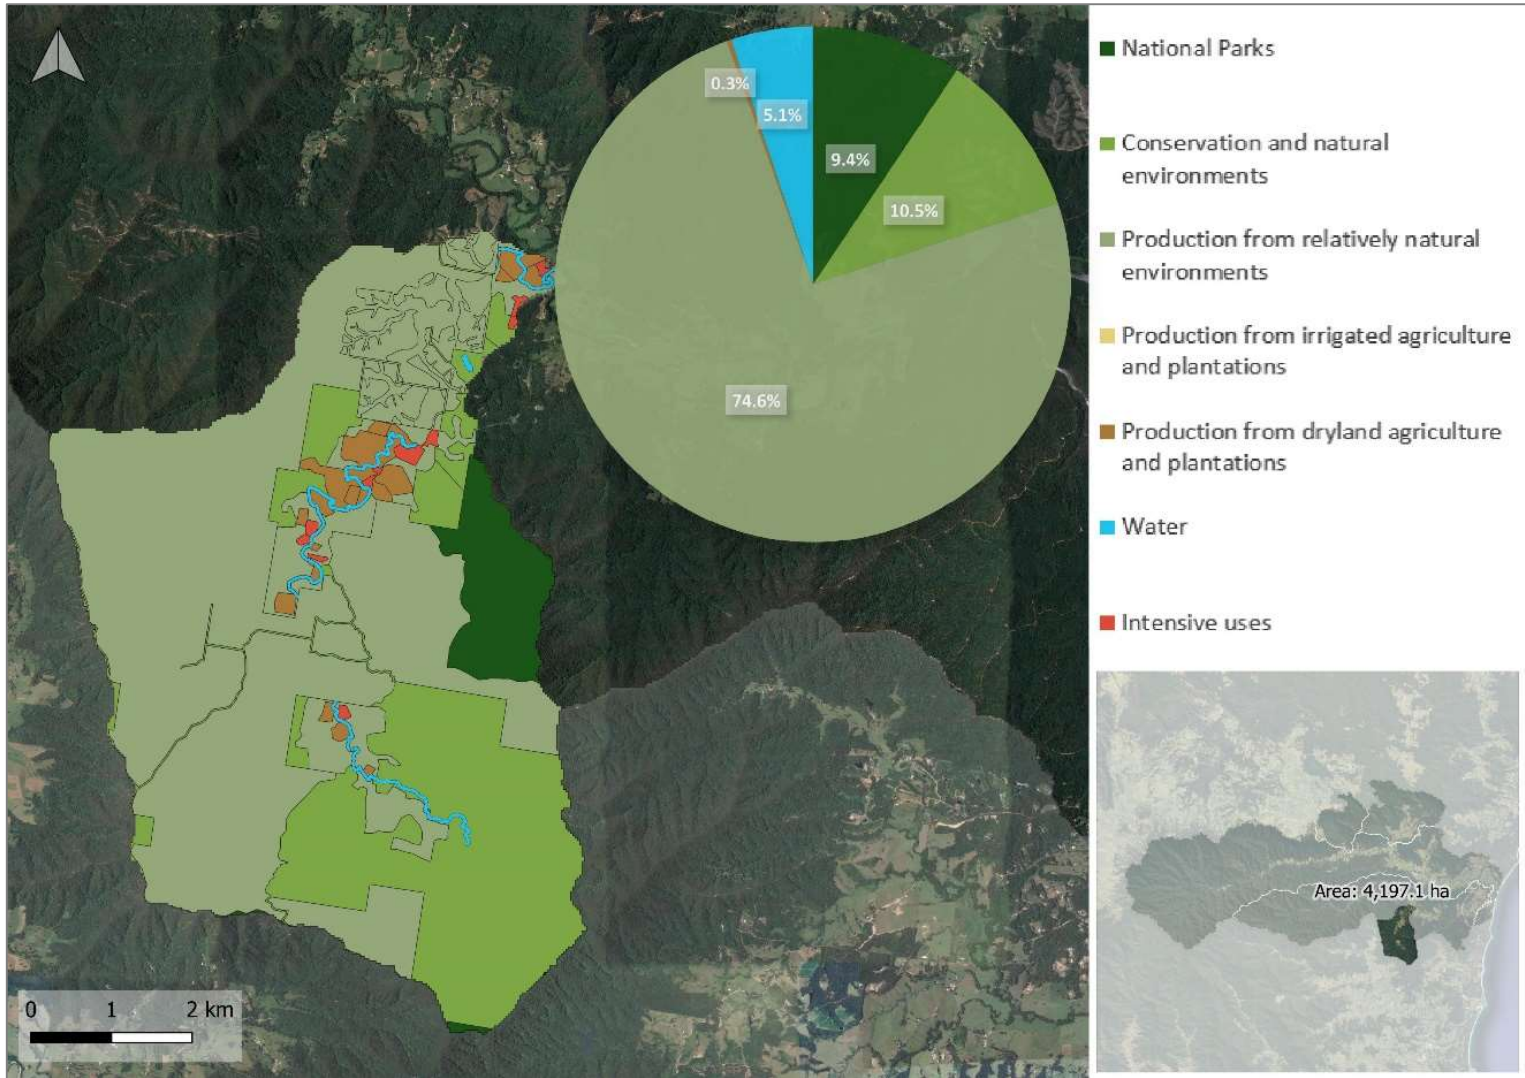 0.3%
5.1%
9.4%
10.5%
74.6%
National Parks
Conservation and natural
environments
Production from relatively natural
environments
Production from irrigated agriculture
and plantations
Production from dryland agriculture
and plantations
Water
Intensive uses
Area: 4,197.1 ha
0 1 2 km